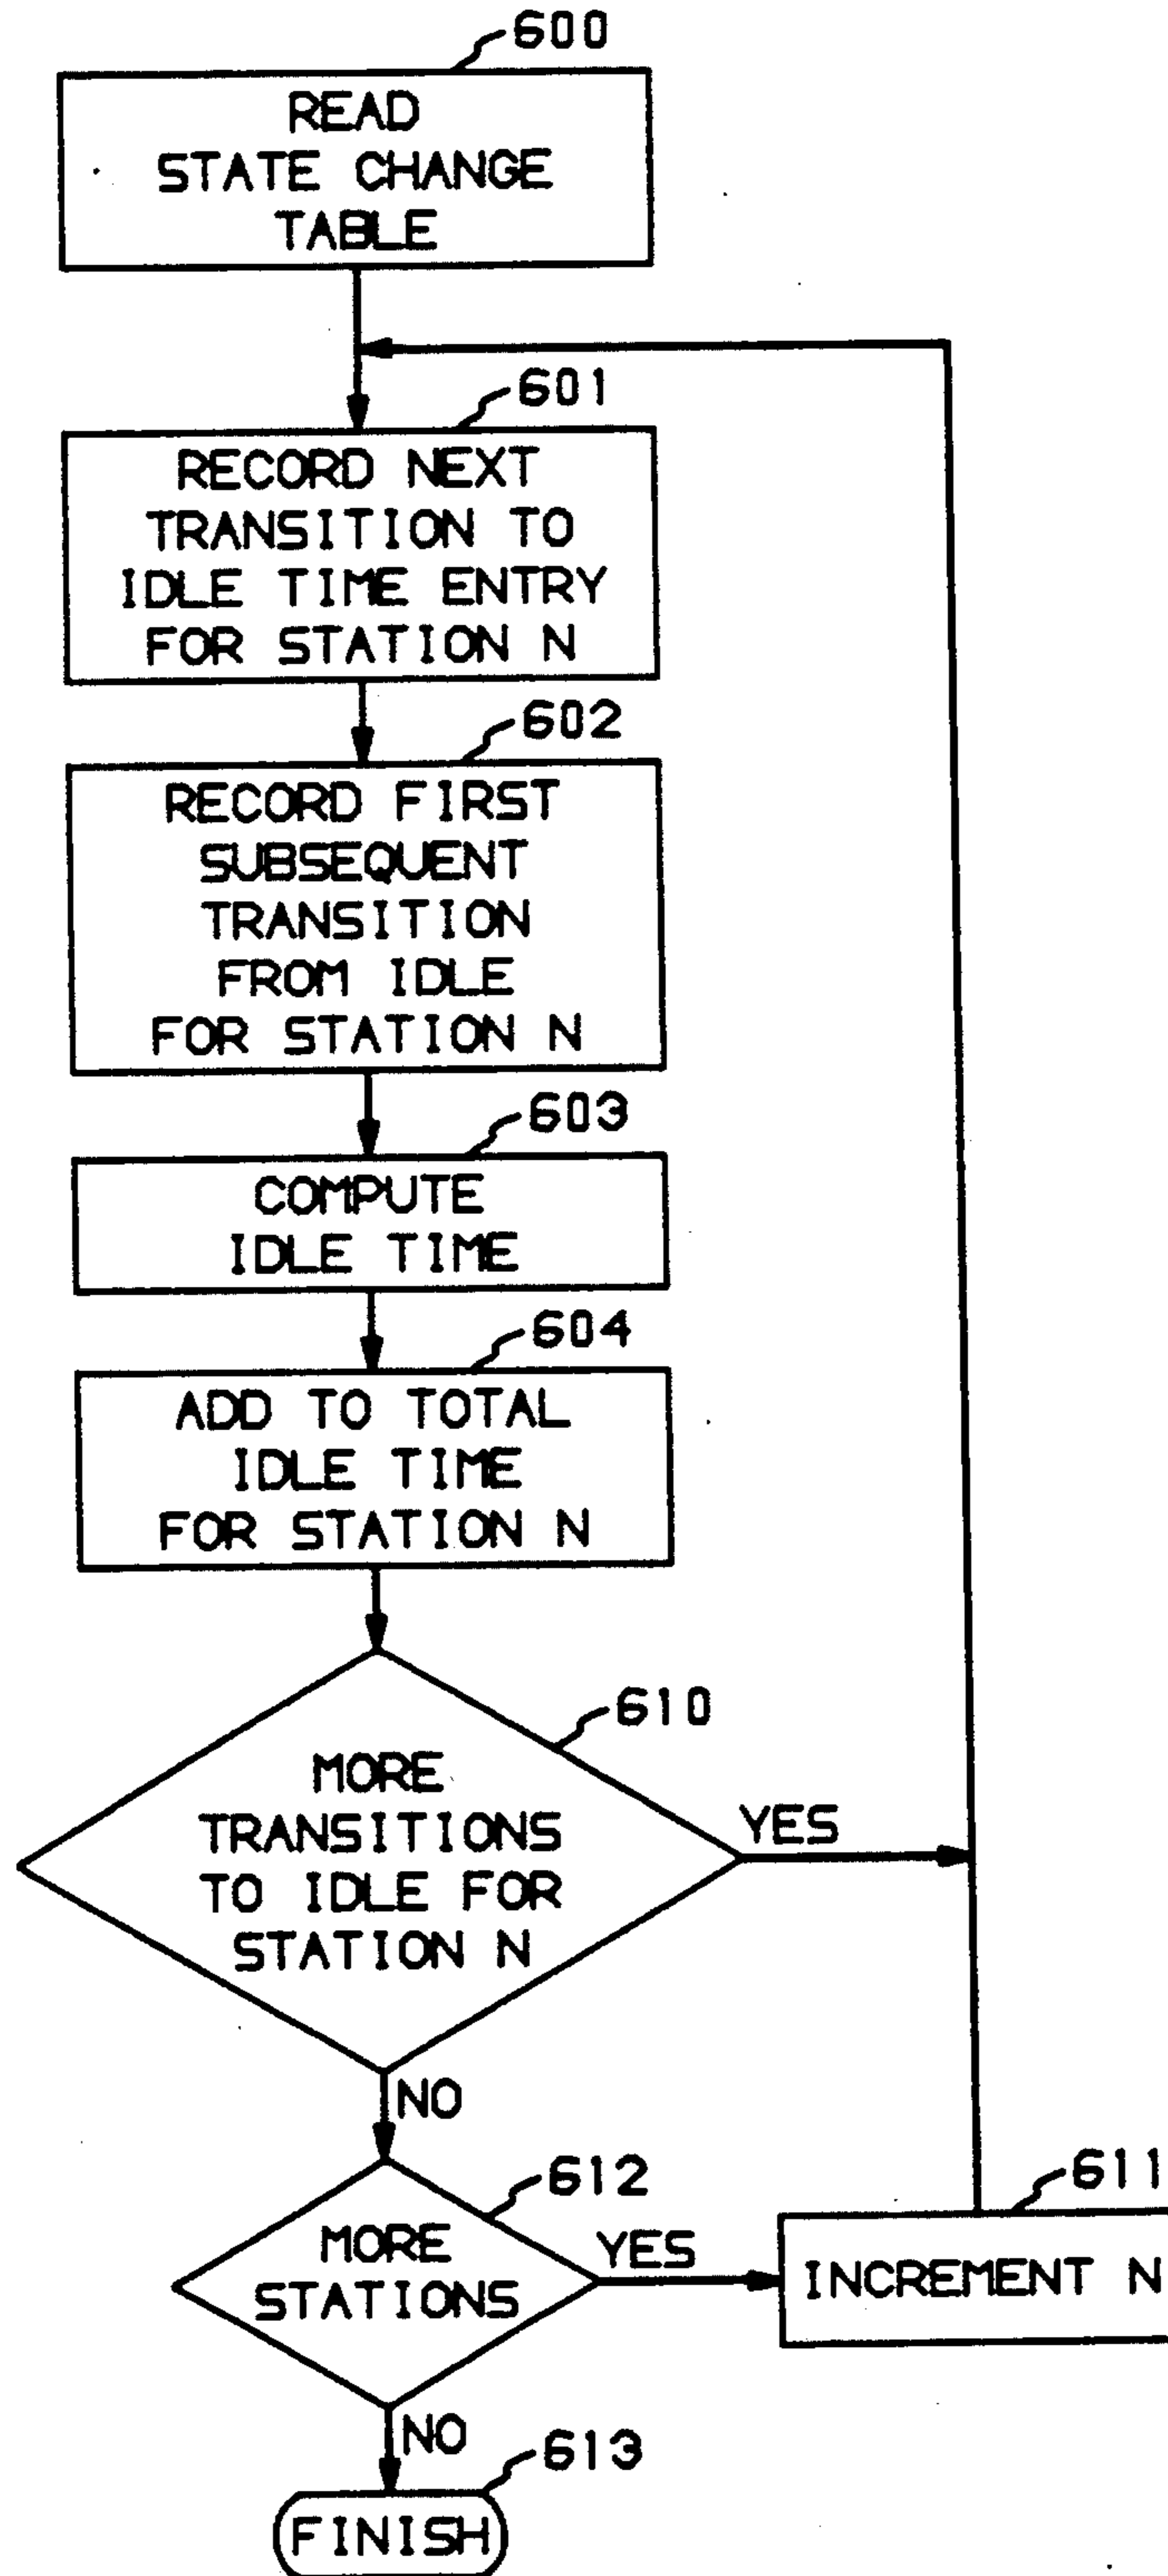 600
READ
STATE CHANGE
TABLE
601
RECORD NEXT
TRANSITION TO
IDLE TIME ENTRY
FOR STATION N
602
RECORD FIRST
SUBSEQUENT
TRANSITION
FROM IDLE
FOR STATION N
603
COMPUTE
IDLE TIME
604
ADD TO TOTAL
IDLE TIME
FOR STATION N
610
MORE
TRANSITIONS
TO IDLE FOR
STATION N
YES
NO
612
MORE
STATIONS
YES
611
INCREMENT N
NO
613
FINISH